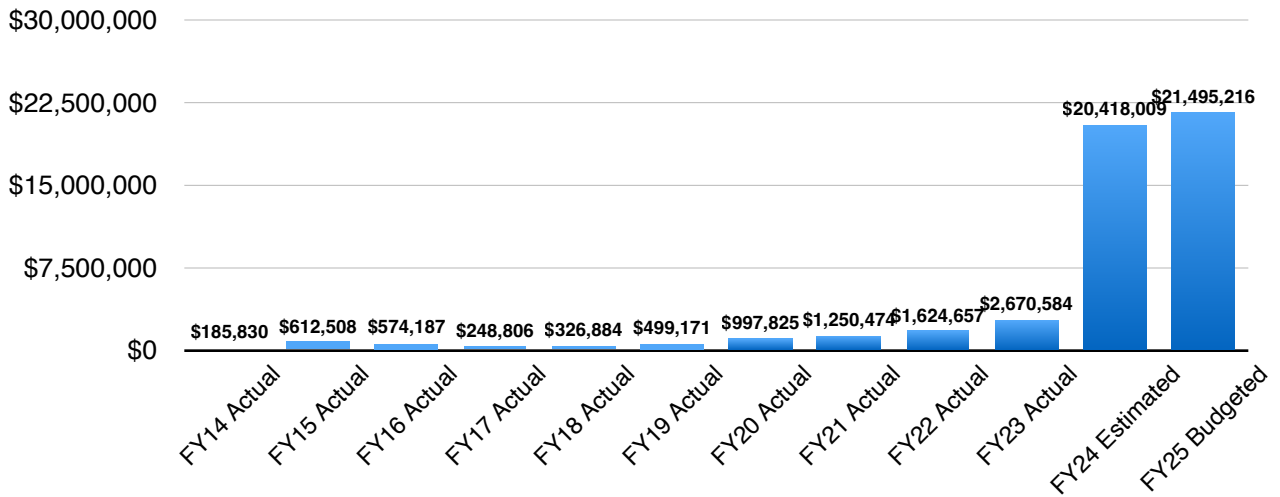 $30,000,000
$22,500,000
$15,000,000
$7,500,000
$0
$185,830
$612,508
$574,187
$248,806
$326,884
$499,171
$997,825
$1,250,474
$1,624,657
$2,670,584
$20,418,009
$21,495,216
FY14 Actual
FY15 Actual
FY16 Actual
FY17 Actual
FY18 Actual
FY19 Actual
FY20 Actual
FY21 Actual
FY22 Actual
FY23 Actual
FY24 Estimated
FY25 Budgeted